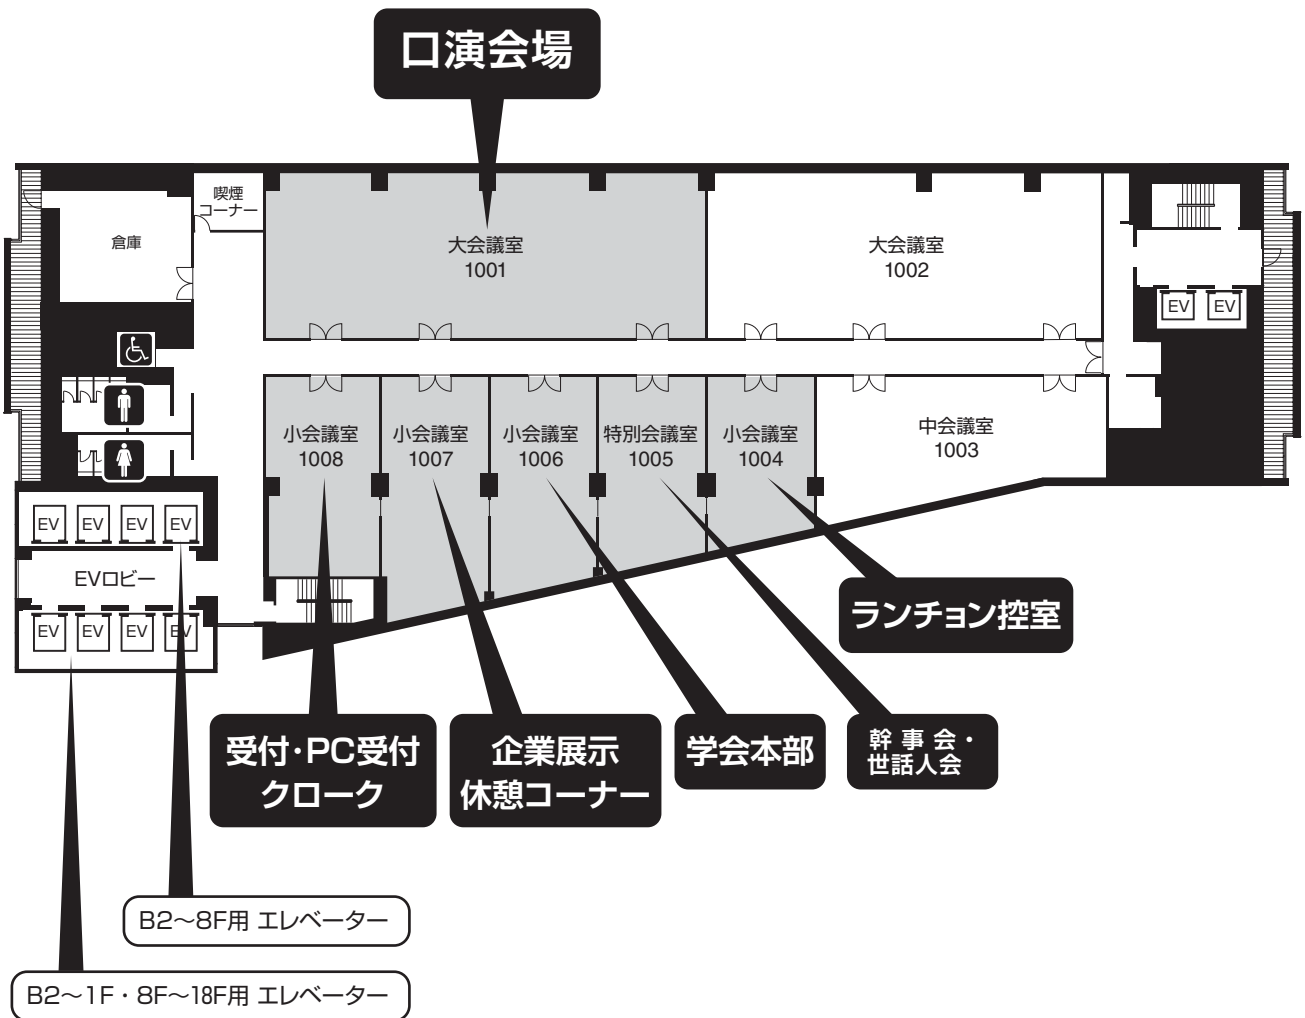 口演会場
喫煙
コーナー
倉庫
大会議室
1001
大会議室
1002
EV
EV
小会議室
1008
小会議室
1007
小会議室
1006
特別会議室
1005
小会議室
1004
中会議室
1003
EV
EV
EV
EV
EVロビー
EV
EV
EV
EV
ランチョン控室
受付・PC受付
クローク
企業展示
休憩コーナー
学会本部
幹事会・
世話人会
B2〜8F用 エレベーター
B2〜1F・8F〜18F用 エレベーター